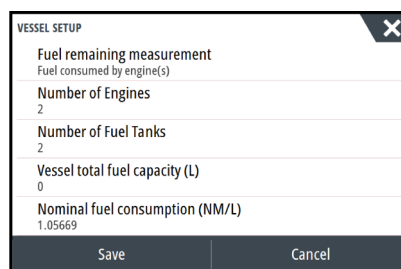 VESSEL SETUP
Fuel remaining measurement
Fuel consumed by engine(s)
Number of Engines
2
Number of Fuel Tanks
2
Vessel total fuel capacity (L)
0
Nominal fuel consumption (NM/L)
1.05669
Save Cancel